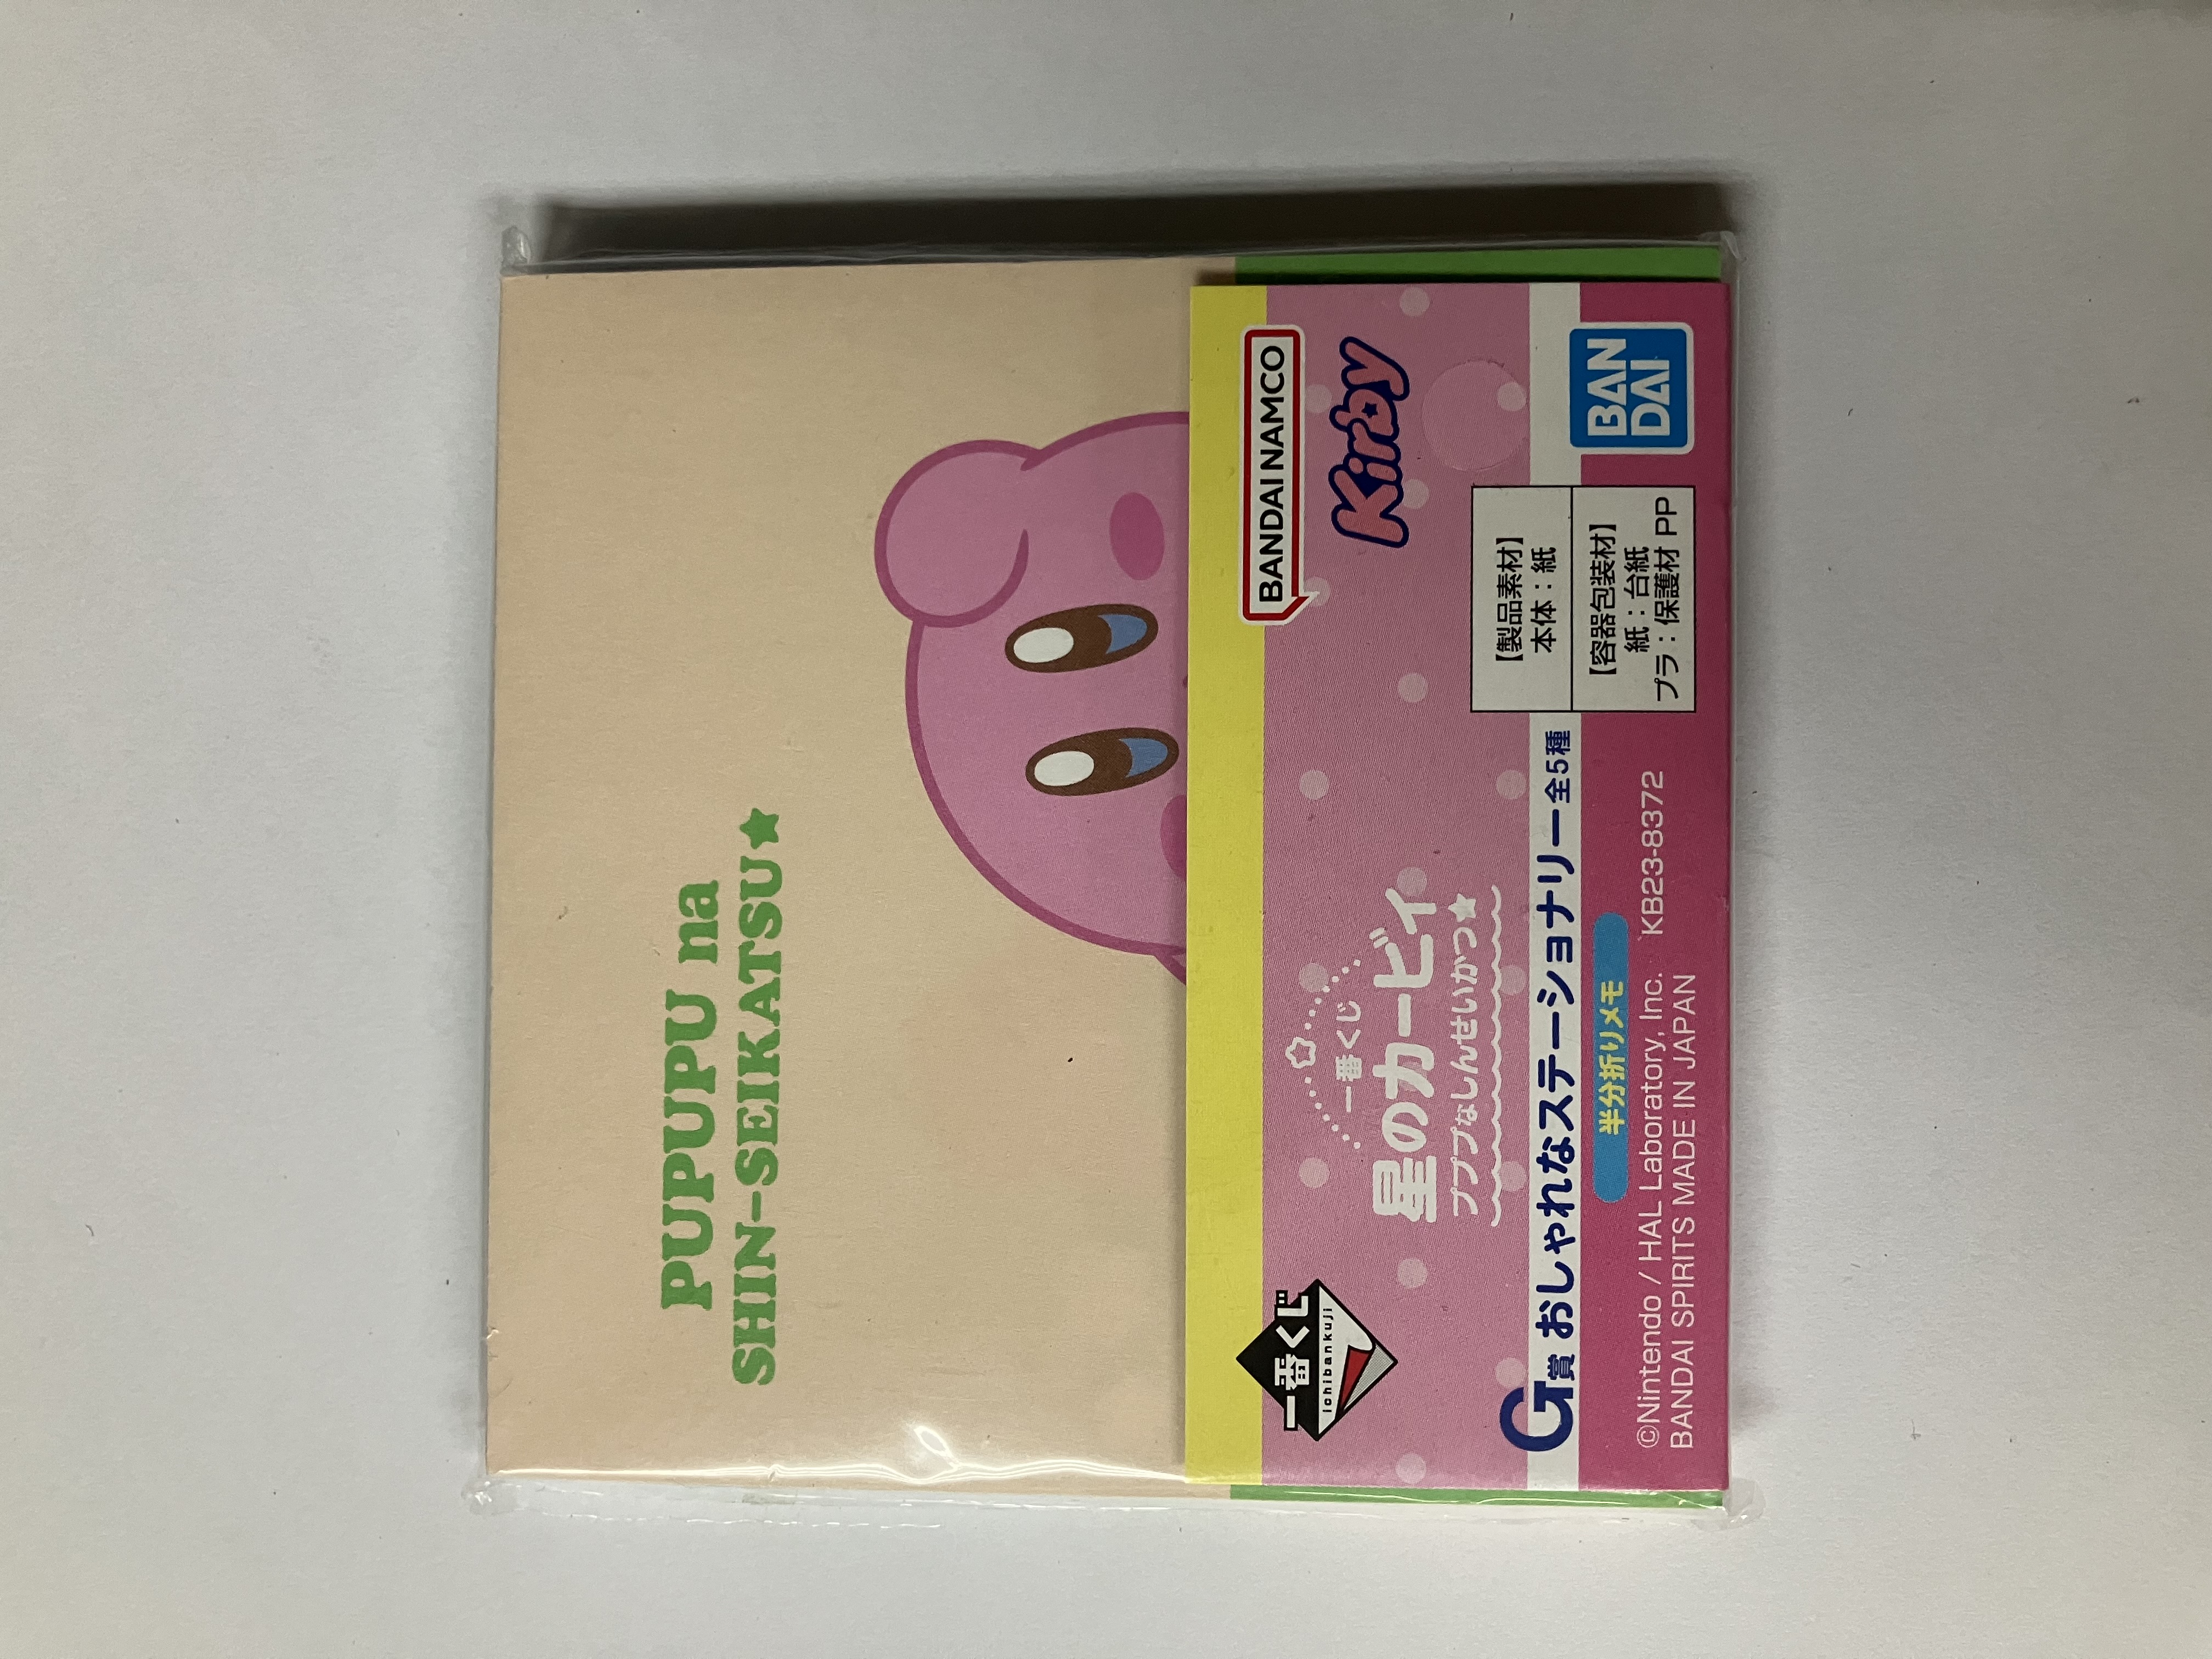 PUPUPU na
SHIN-SEIKATSU★
一番くじ
ichibankuji
一番くじ
星のカービィ
プププなしんせいかつ★
BANDAI NAMCO
Kirby
G賞 おしゃれなステーショナリー 全5種
半分折りメモ
©Nintendo / HAL Laboratory, Inc. KB23-8372
BANDAI SPIRITS MADE IN JAPAN
【製品素材】
本体：紙
【容器包装材】
紙：台紙
プラ：保護材 PP
BAN
DAI